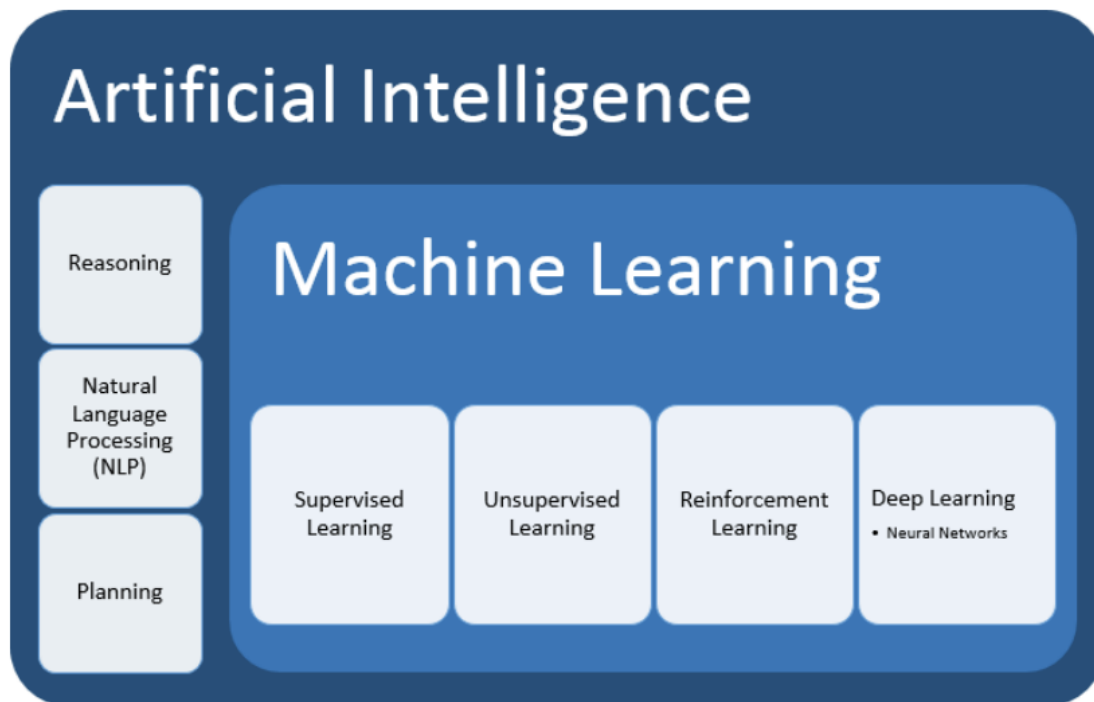 Artificial Intelligence
Reasoning
Natural
Language
Processing
(NLP)
Planning
Machine Learning
Supervised
Learning
Unsupervised
Learning
Reinforcement
Learning
Deep Learning
• Neural Networks